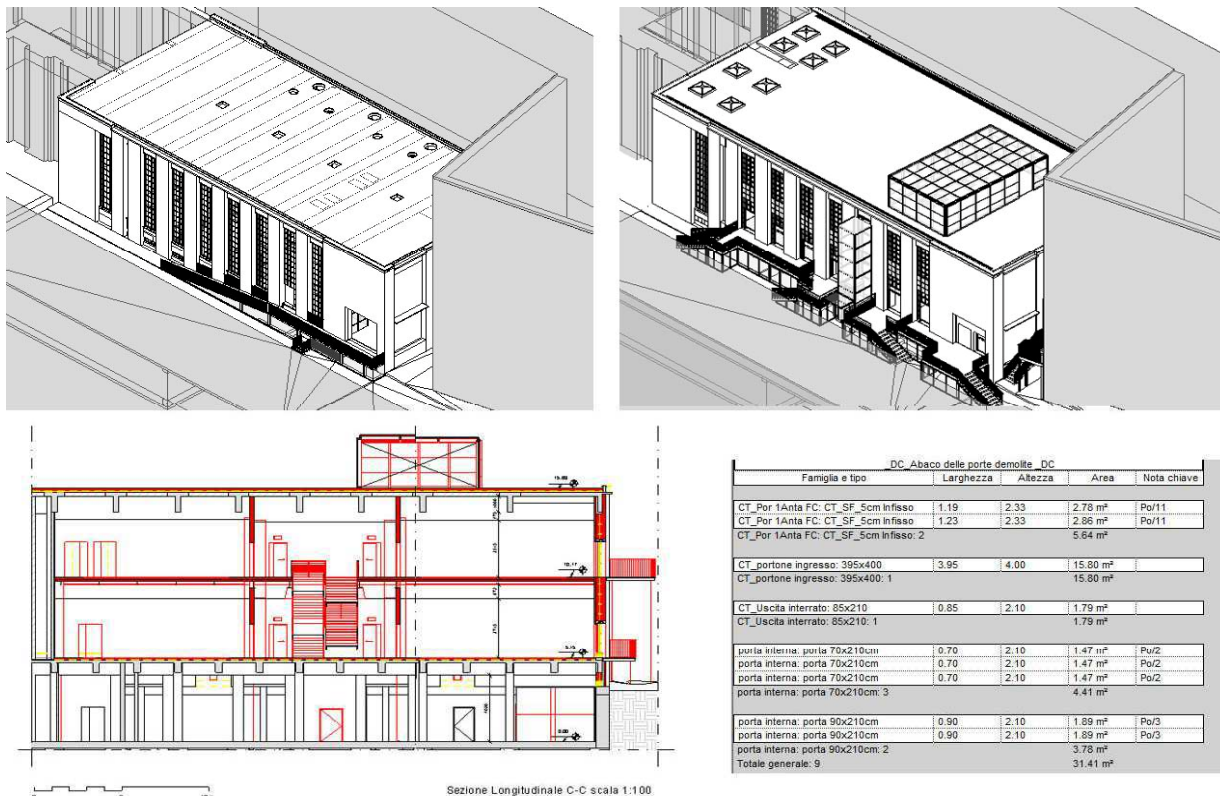 15.88
10.17
5.75
0.00
Sezione Longitudinale C-C scala 1:100
_DC_Abaco delle porte demolite _DC
Famiglia e tipo Larghezza Altezza Area Nota chiave
CT_Por 1Anta FC: CT_SF_5cm Infisso 1.19 2.33 2.78 m² Po/11
CT_Por 1Anta FC: CT_SF_5cm Infisso 1.23 2.33 2.86 m² Po/11
CT_Por 1Anta FC: CT_SF_5cm Infisso: 2 5.64 m²
CT_portone ingresso: 395x400 3.95 4.00 15.80 m²
CT_portone ingresso: 395x400: 1 15.80 m²
CT_Uscita interrato: 85x210 0.85 2.10 1.79 m²
CT_Uscita interrato: 85x210: 1 1.79 m²
porta interna: porta 70x210cm 0.70 2.10 1.47 m² Po/2
porta interna: porta 70x210cm 0.70 2.10 1.47 m² Po/2
porta interna: porta 70x210cm 0.70 2.10 1.47 m² Po/2
porta interna: porta 70x210cm: 3 4.41 m²
porta interna: porta 90x210cm 0.90 2.10 1.89 m² Po/3
porta interna: porta 90x210cm 0.90 2.10 1.89 m² Po/3
porta interna: porta 90x210cm: 2 3.78 m²
Totale generale: 9 31.41 m²